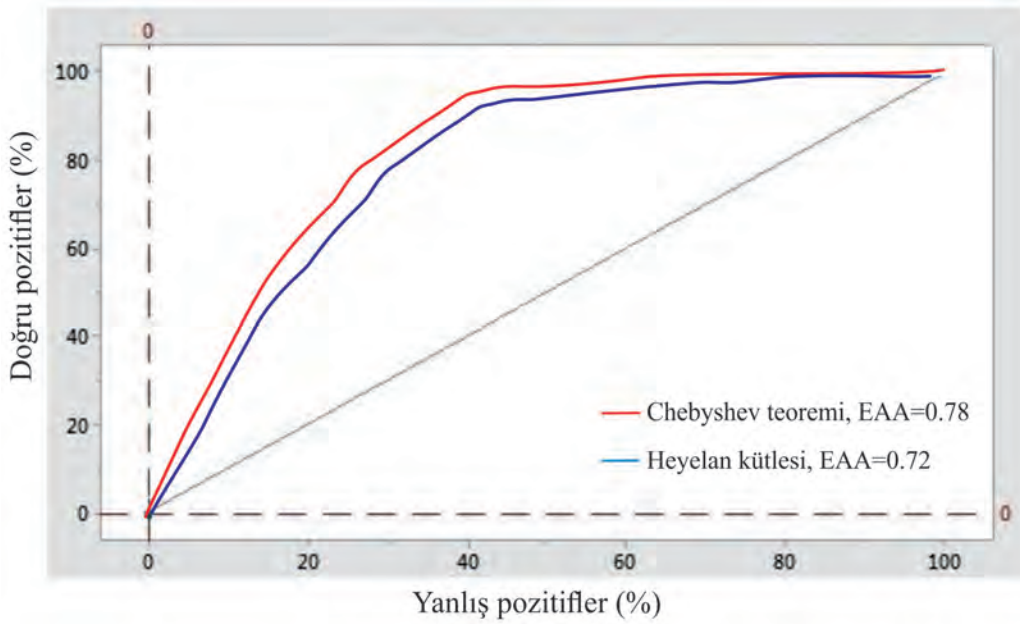 0
100
80
60
40
20
0
0
0 20 40 60 80 100
Doğru pozitifler (%)
Yanlış pozitifler (%)
Chebyshev teoremi, EAA=0.78
Heyelan kütlesi, EAA=0.72